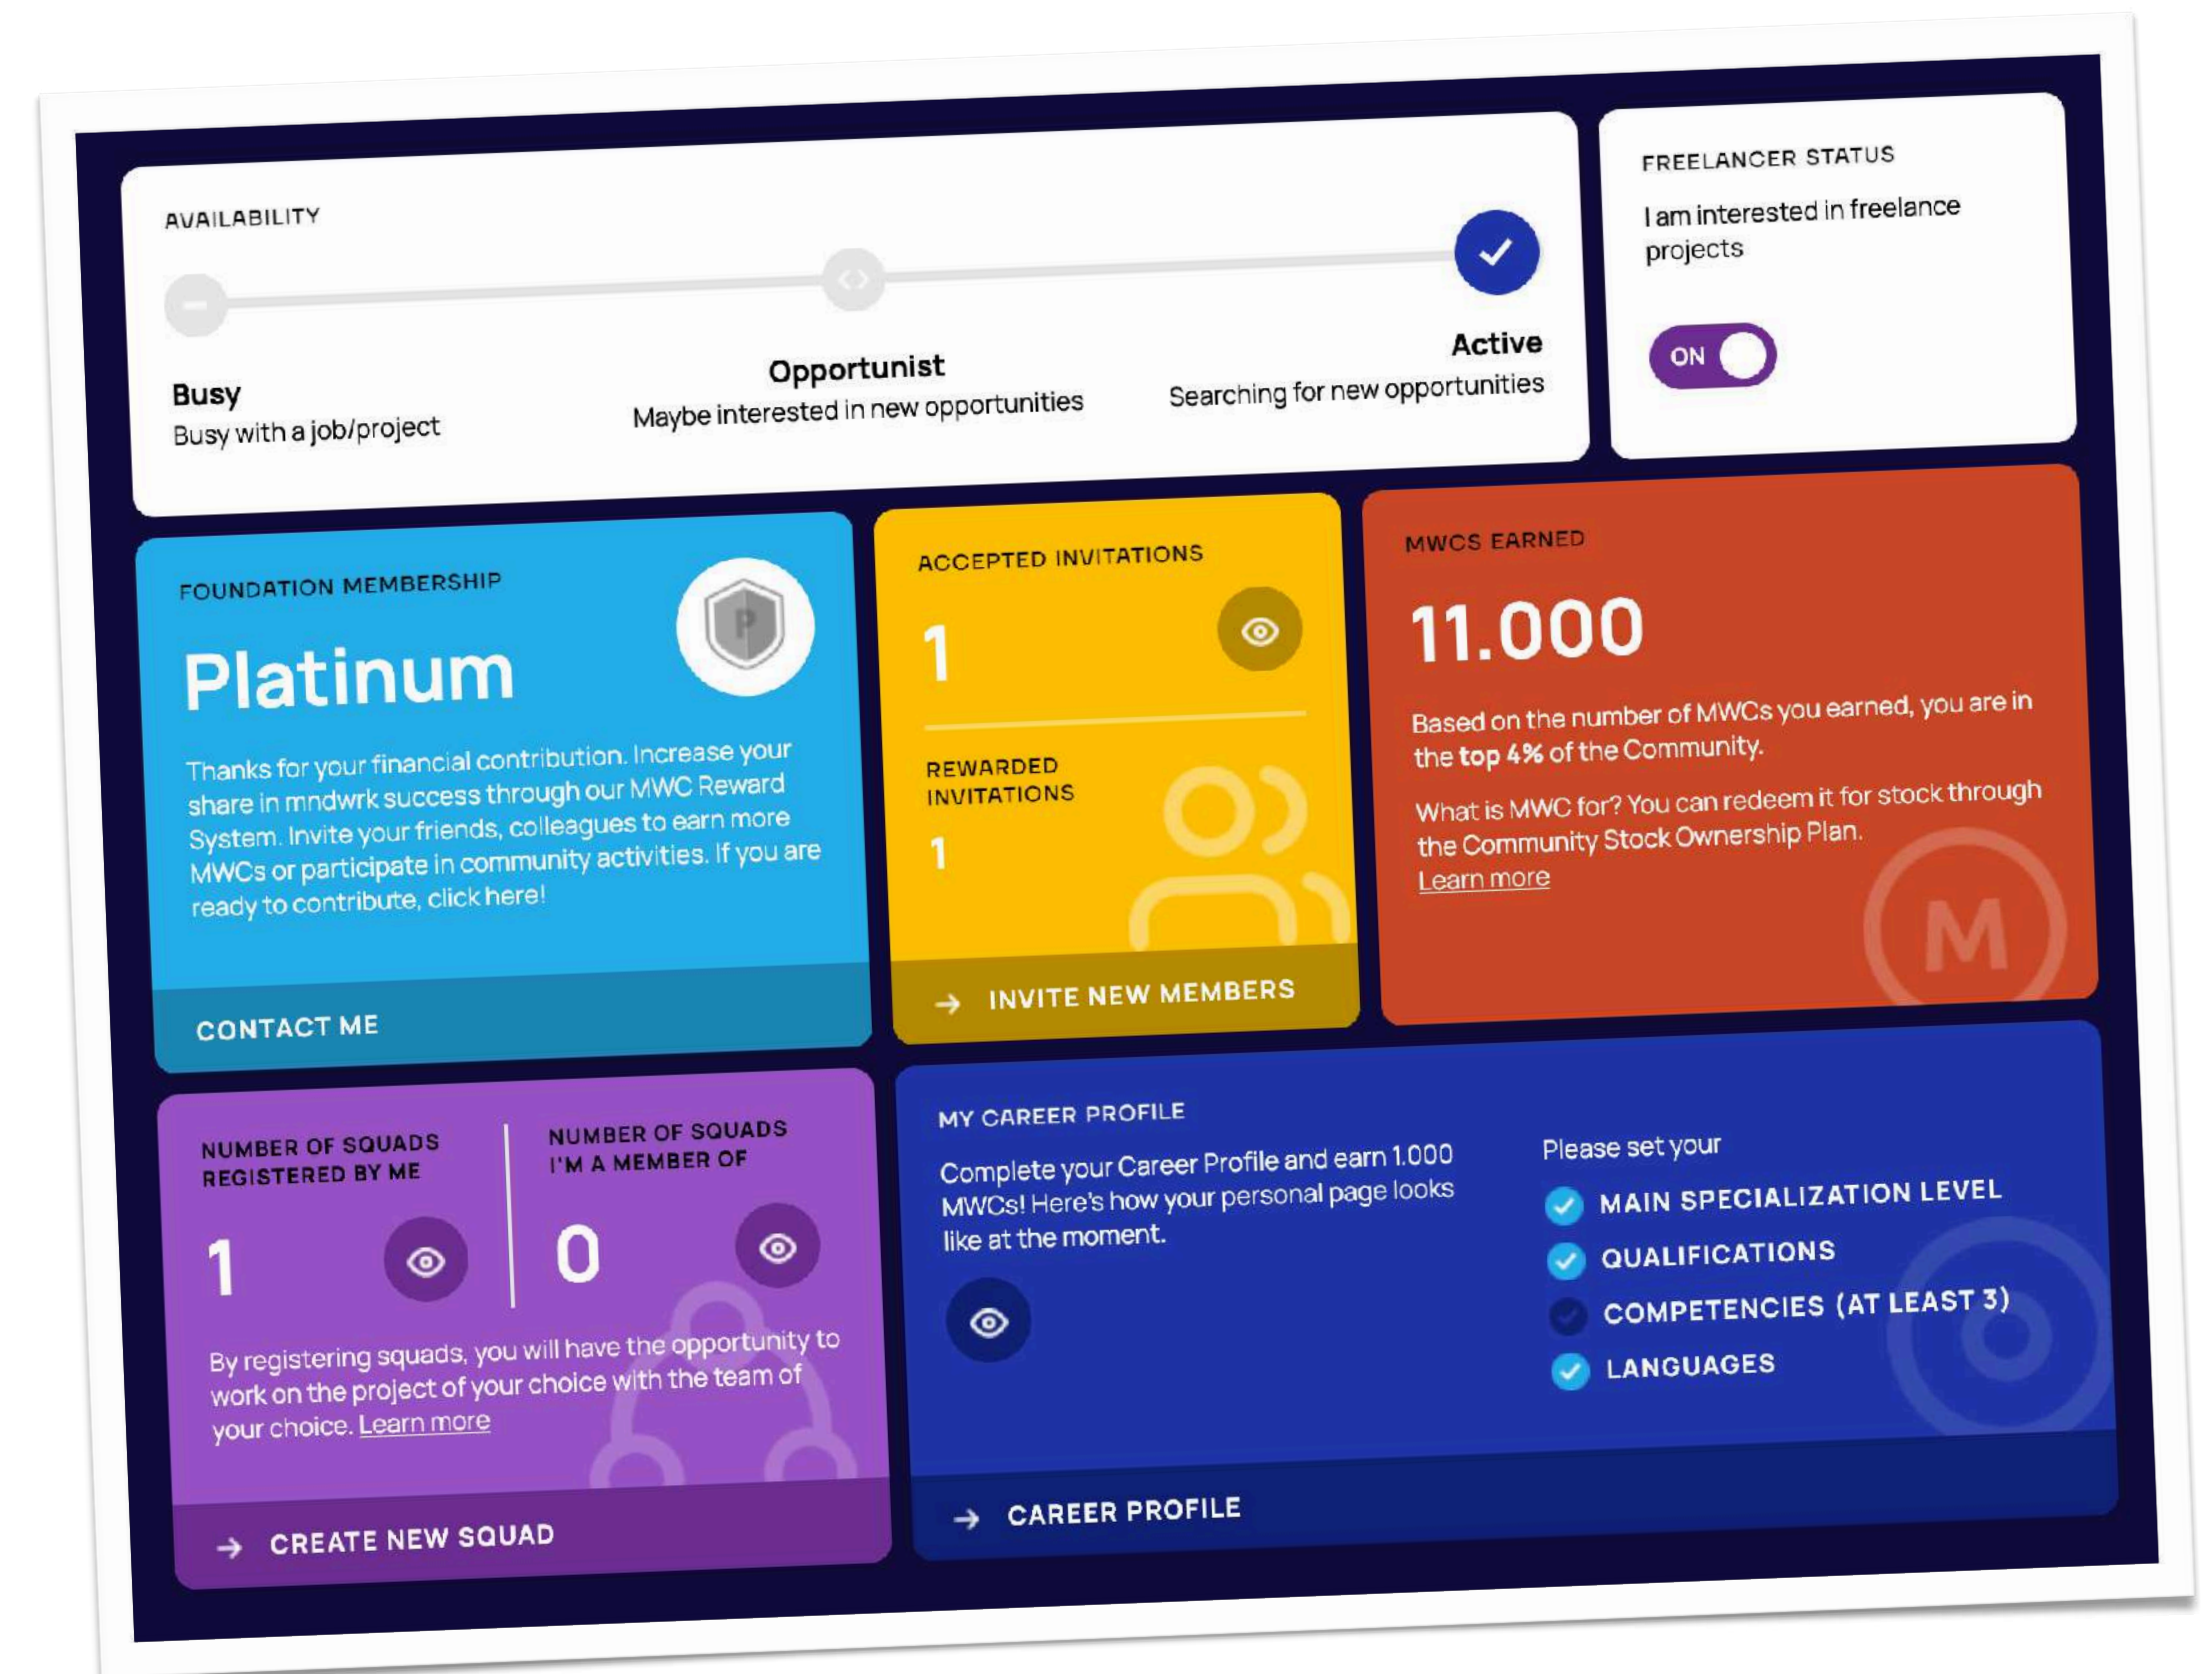 AVAILABILITY
Busy
Busy with a job/project
Opportunist
Maybe interested in new opportunities
Active
Searching for new opportunities
FREELANCER STATUS
I am interested in freelance
projects
ON
FOUNDATION MEMBERSHIP
P
Platinum
Thanks for your financial contribution. Increase your
share in mndwrk success through our MWC Reward
System. Invite your friends, colleagues to earn more
MWCs or participate in community activities. If you are
ready to contribute, click here!
CONTACT ME
ACCEPTED INVITATIONS
1
REWARDED
INVITATIONS
1
→ INVITE NEW MEMBERS
MWCS EARNED
11.000
Based on the number of MWCs you earned, you are in
the top 4% of the Community.
What is MWC for? You can redeem it for stock through
the Community Stock Ownership Plan.
Learn more
M
NUMBER OF SQUADS
REGISTERED BY ME
1
NUMBER OF SQUADS
I'M A MEMBER OF
0
By registering squads, you will have the opportunity to
work on the project of your choice with the team of
your choice. Learn more
→ CREATE NEW SQUAD
MY CAREER PROFILE
Complete your Career Profile and earn 1.000
MWCs! Here's how your personal page looks
like at the moment.
Please set your
MAIN SPECIALIZATION LEVEL
QUALIFICATIONS
COMPETENCIES (AT LEAST 3)
LANGUAGES
→ CAREER PROFILE